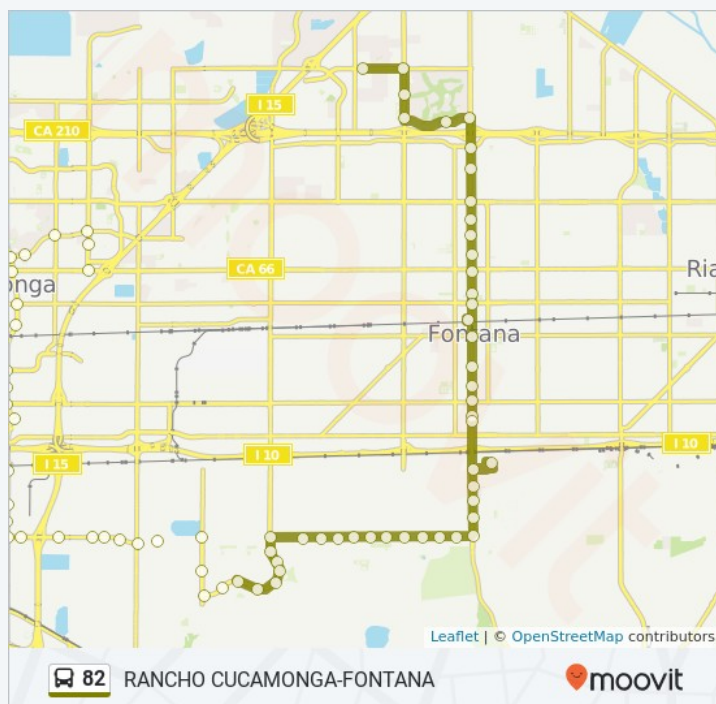 I 15
CA 210
CA 66
onga
Ria
Fontana
I 10
I 10
I 15
Leaflet | © OpenStreetMap contributors
82 RANCHO CUCAMONGA-FONTANA
moovit